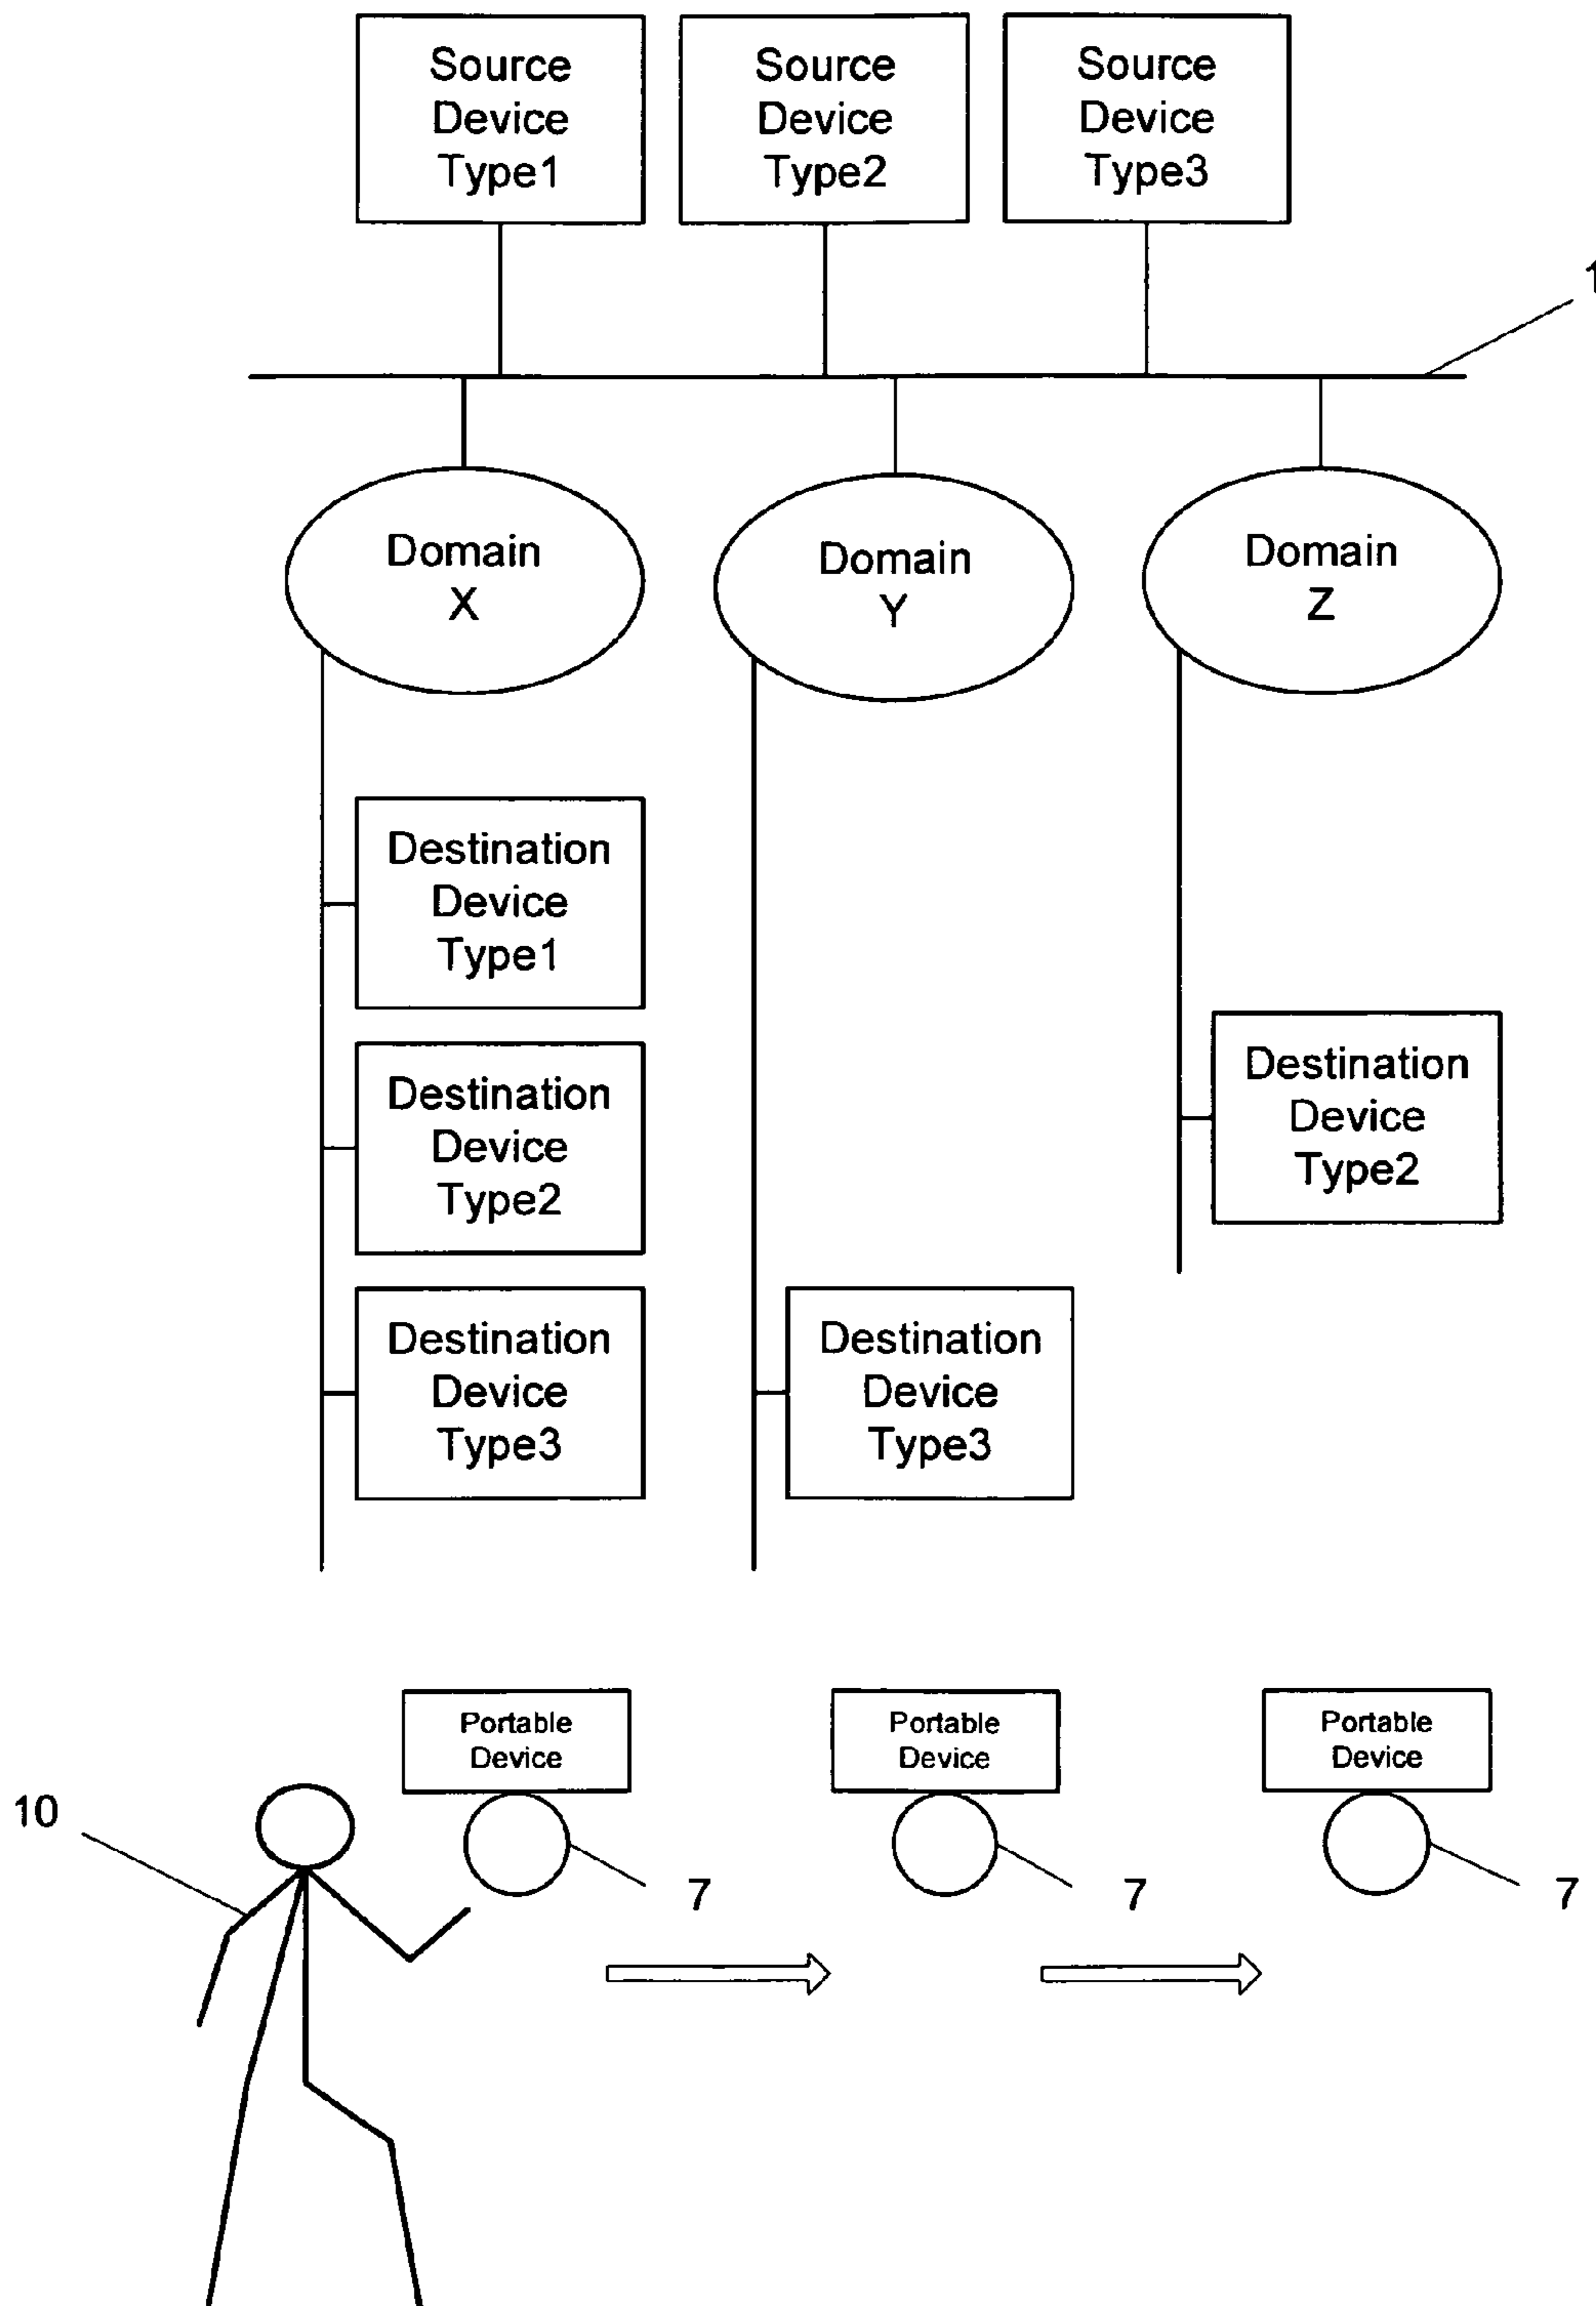 Source
Device
Type1
Source
Device
Type2
Source
Device
Type3
Domain
X
Domain
Y
Domain
Z
Destination
Device
Type1
Destination
Device
Type2
Destination
Device
Type2
Destination
Device
Type3
Destination
Device
Type3
Portable
Device
Portable
Device
Portable
Device
10
7
7
7